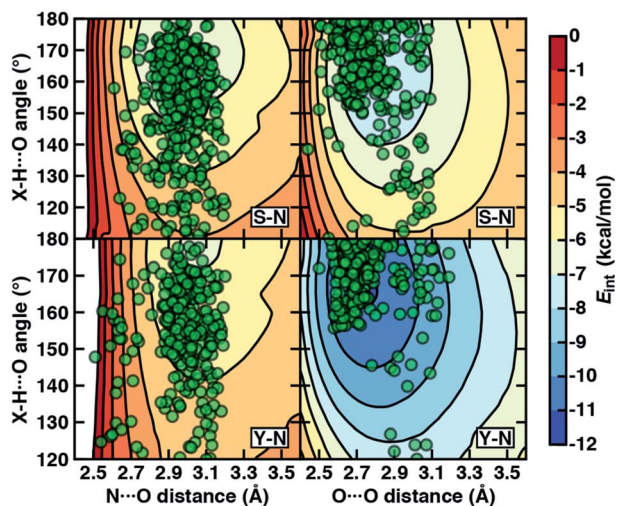 180
170
160
150
140
130
120
X-H···O angle (°)
S-N
S-N
180
170
160
150
140
130
120
X-H···O angle (°)
Y-N
Y-N
2.5 2.7 2.9 3.1 3.3 3.5
2.5 2.7 2.9 3.1 3.3 3.5
N···O distance (Å)
O···O distance (Å)
0
-1
-2
-3
-4
-5
-6
-7
-8
-9
-10
-11
-12
Eint (kcal/mol)